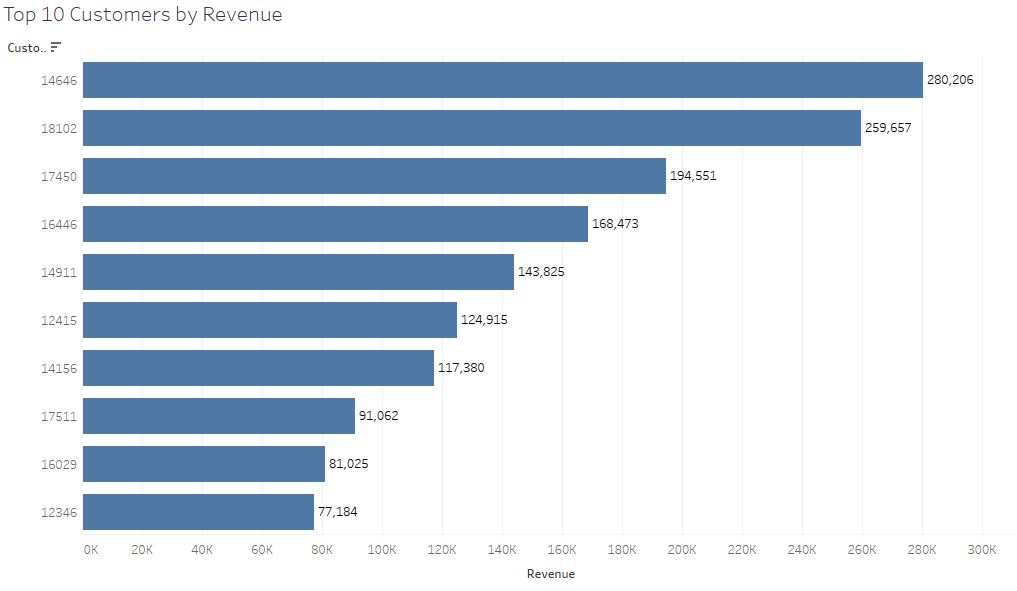 Top 10 Customers by Revenue
Custo..
14646 280,206
18102 259,657
17450 194,551
16446 168,473
14911 143,825
12415 124,915
14156 117,380
17511 91,062
16029 81,025
12346 77,184
0K 20K 40K 60K 80K 100K 120K 140K 160K 180K 200K 220K 240K 260K 280K 300K
Revenue